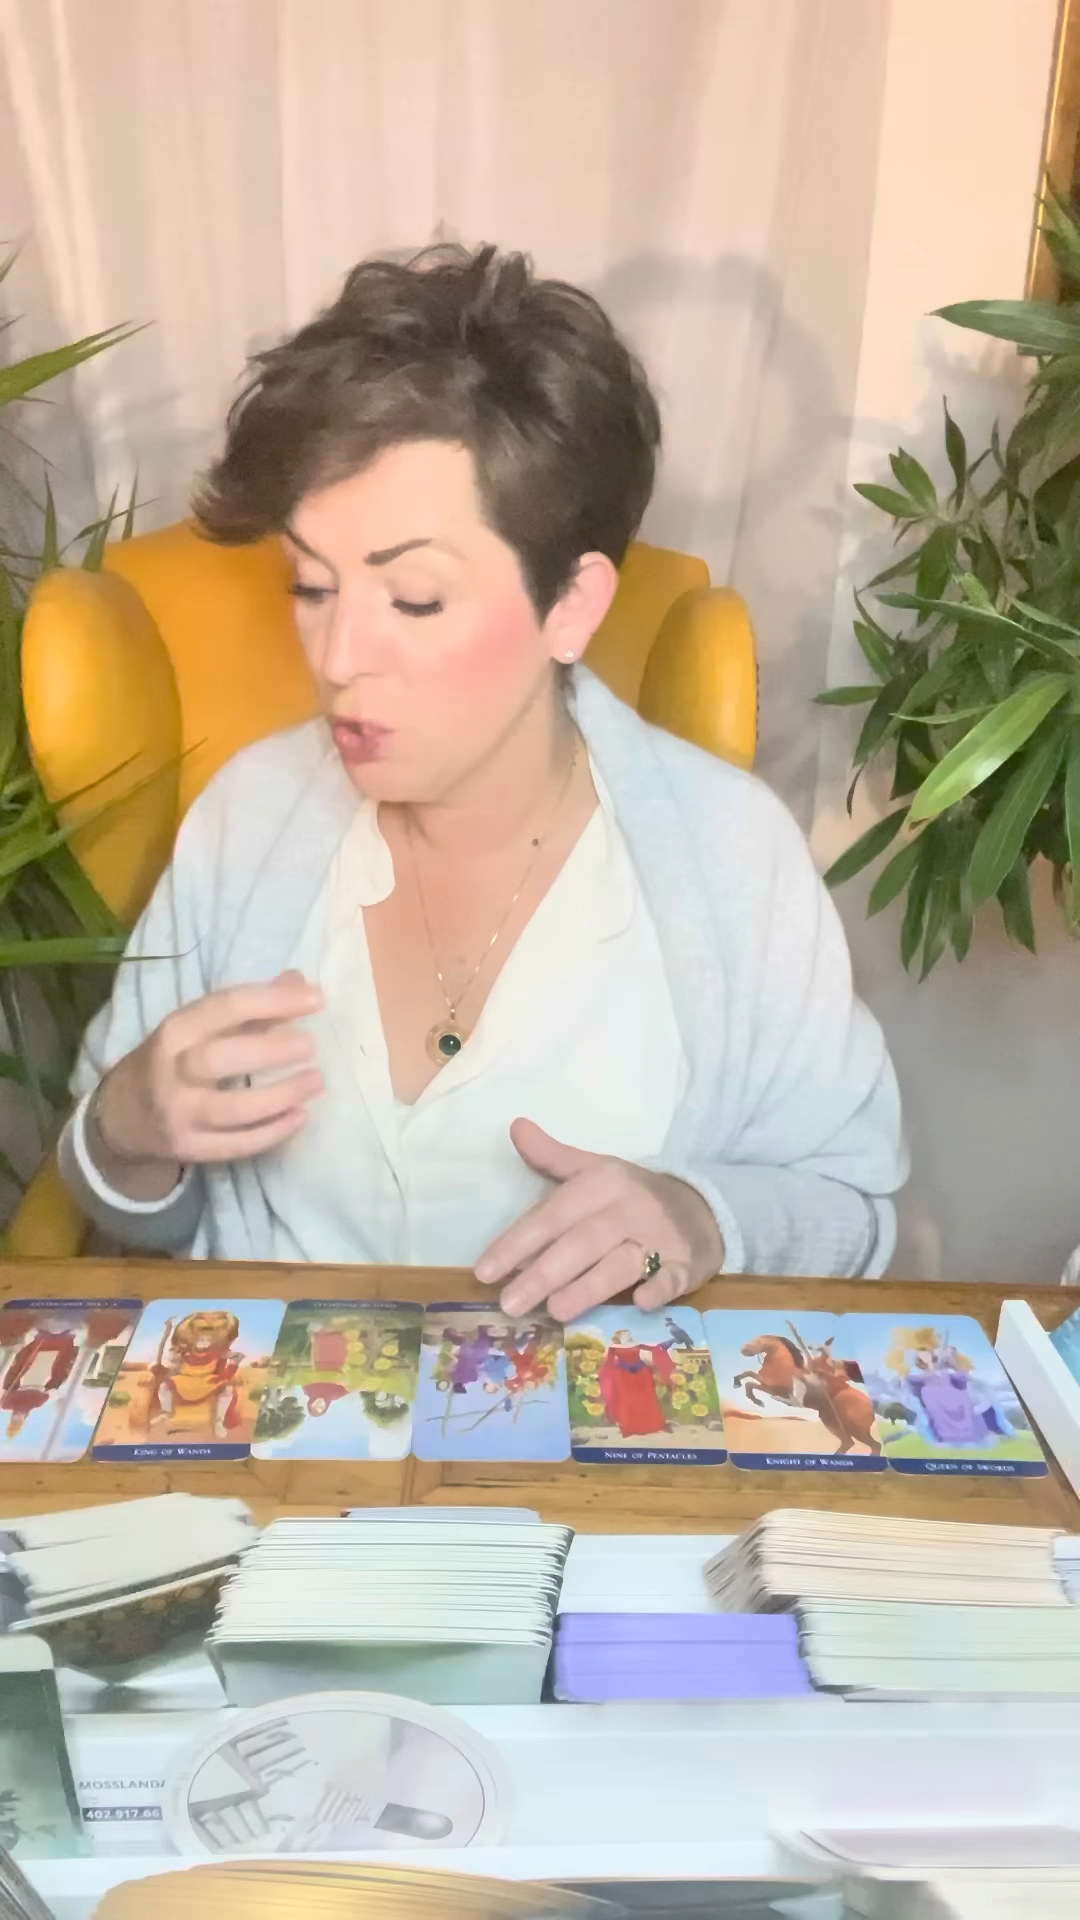 KING OF WANDS
NINE OF PENTACLES
KNIGHT OF WANDS
QUEEN OF SWORDS
MOSSLANDA
402.917.66